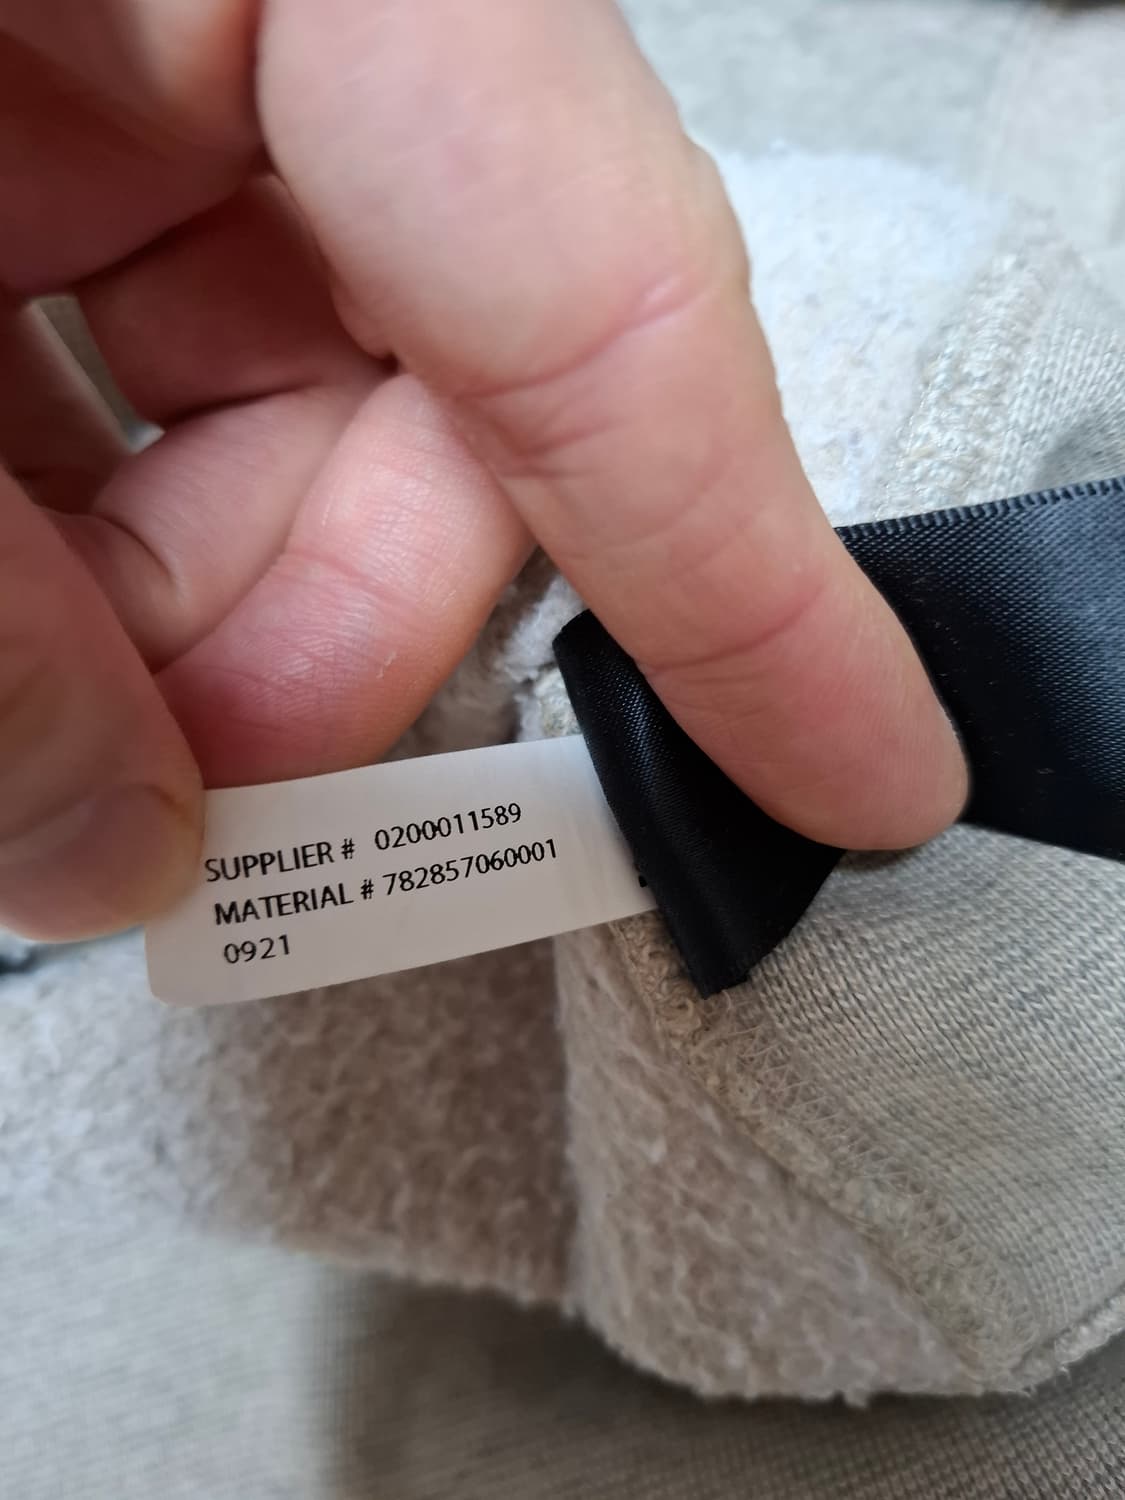 SUPPLIER # 0200011589
MATERIAL # 782857060001
0921